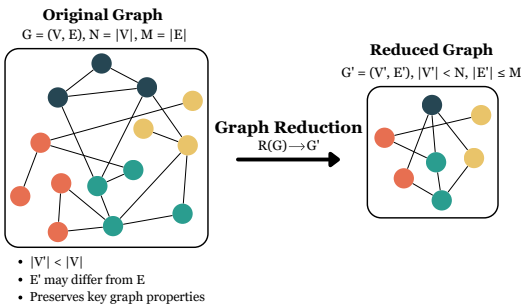 Original Graph
G = (V, E), N = |V|, M = |E|
Reduced Graph
G' = (V', E'), |V'| < N, |E'| ≤ M
Graph Reduction
R(G)→G'
• |V'| < |V|
• E' may differ from E
• Preserves key graph properties